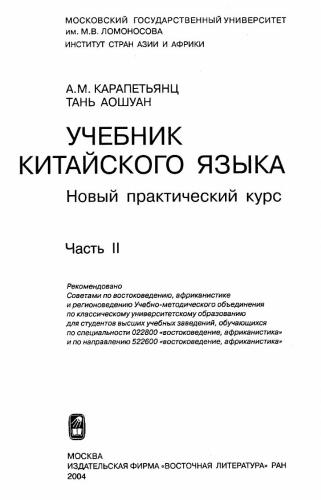 МОСКОВСКИЙ ГОСУДАРСТВЕННЫЙ УНИВЕРСИТЕТ
им. М.В. ЛОМОНОСОВА
ИНСТИТУТ СТРАН АЗИИ И АФРИКИ
А.М. КАРАПЕТЬЯНЦ
ТАНЬ АОШУАН
УЧЕБНИК
КИТАЙСКОГО ЯЗЫКА
Новый практический курс
Часть II
Рекомендовано
Советами по востоковедению, африканистике
и регионоведению Учебно-методического объединения
по классическому университетскому образованию
для студентов высших учебных заведений, обучающихся
по специальности 022800 «востоковедение, африканистика»
и по направлению 522600 «востоковедение, африканистика»
МОСКВА
ИЗДАТЕЛЬСКАЯ ФИРМА «ВОСТОЧНАЯ ЛИТЕРАТУРА» РАН
2004